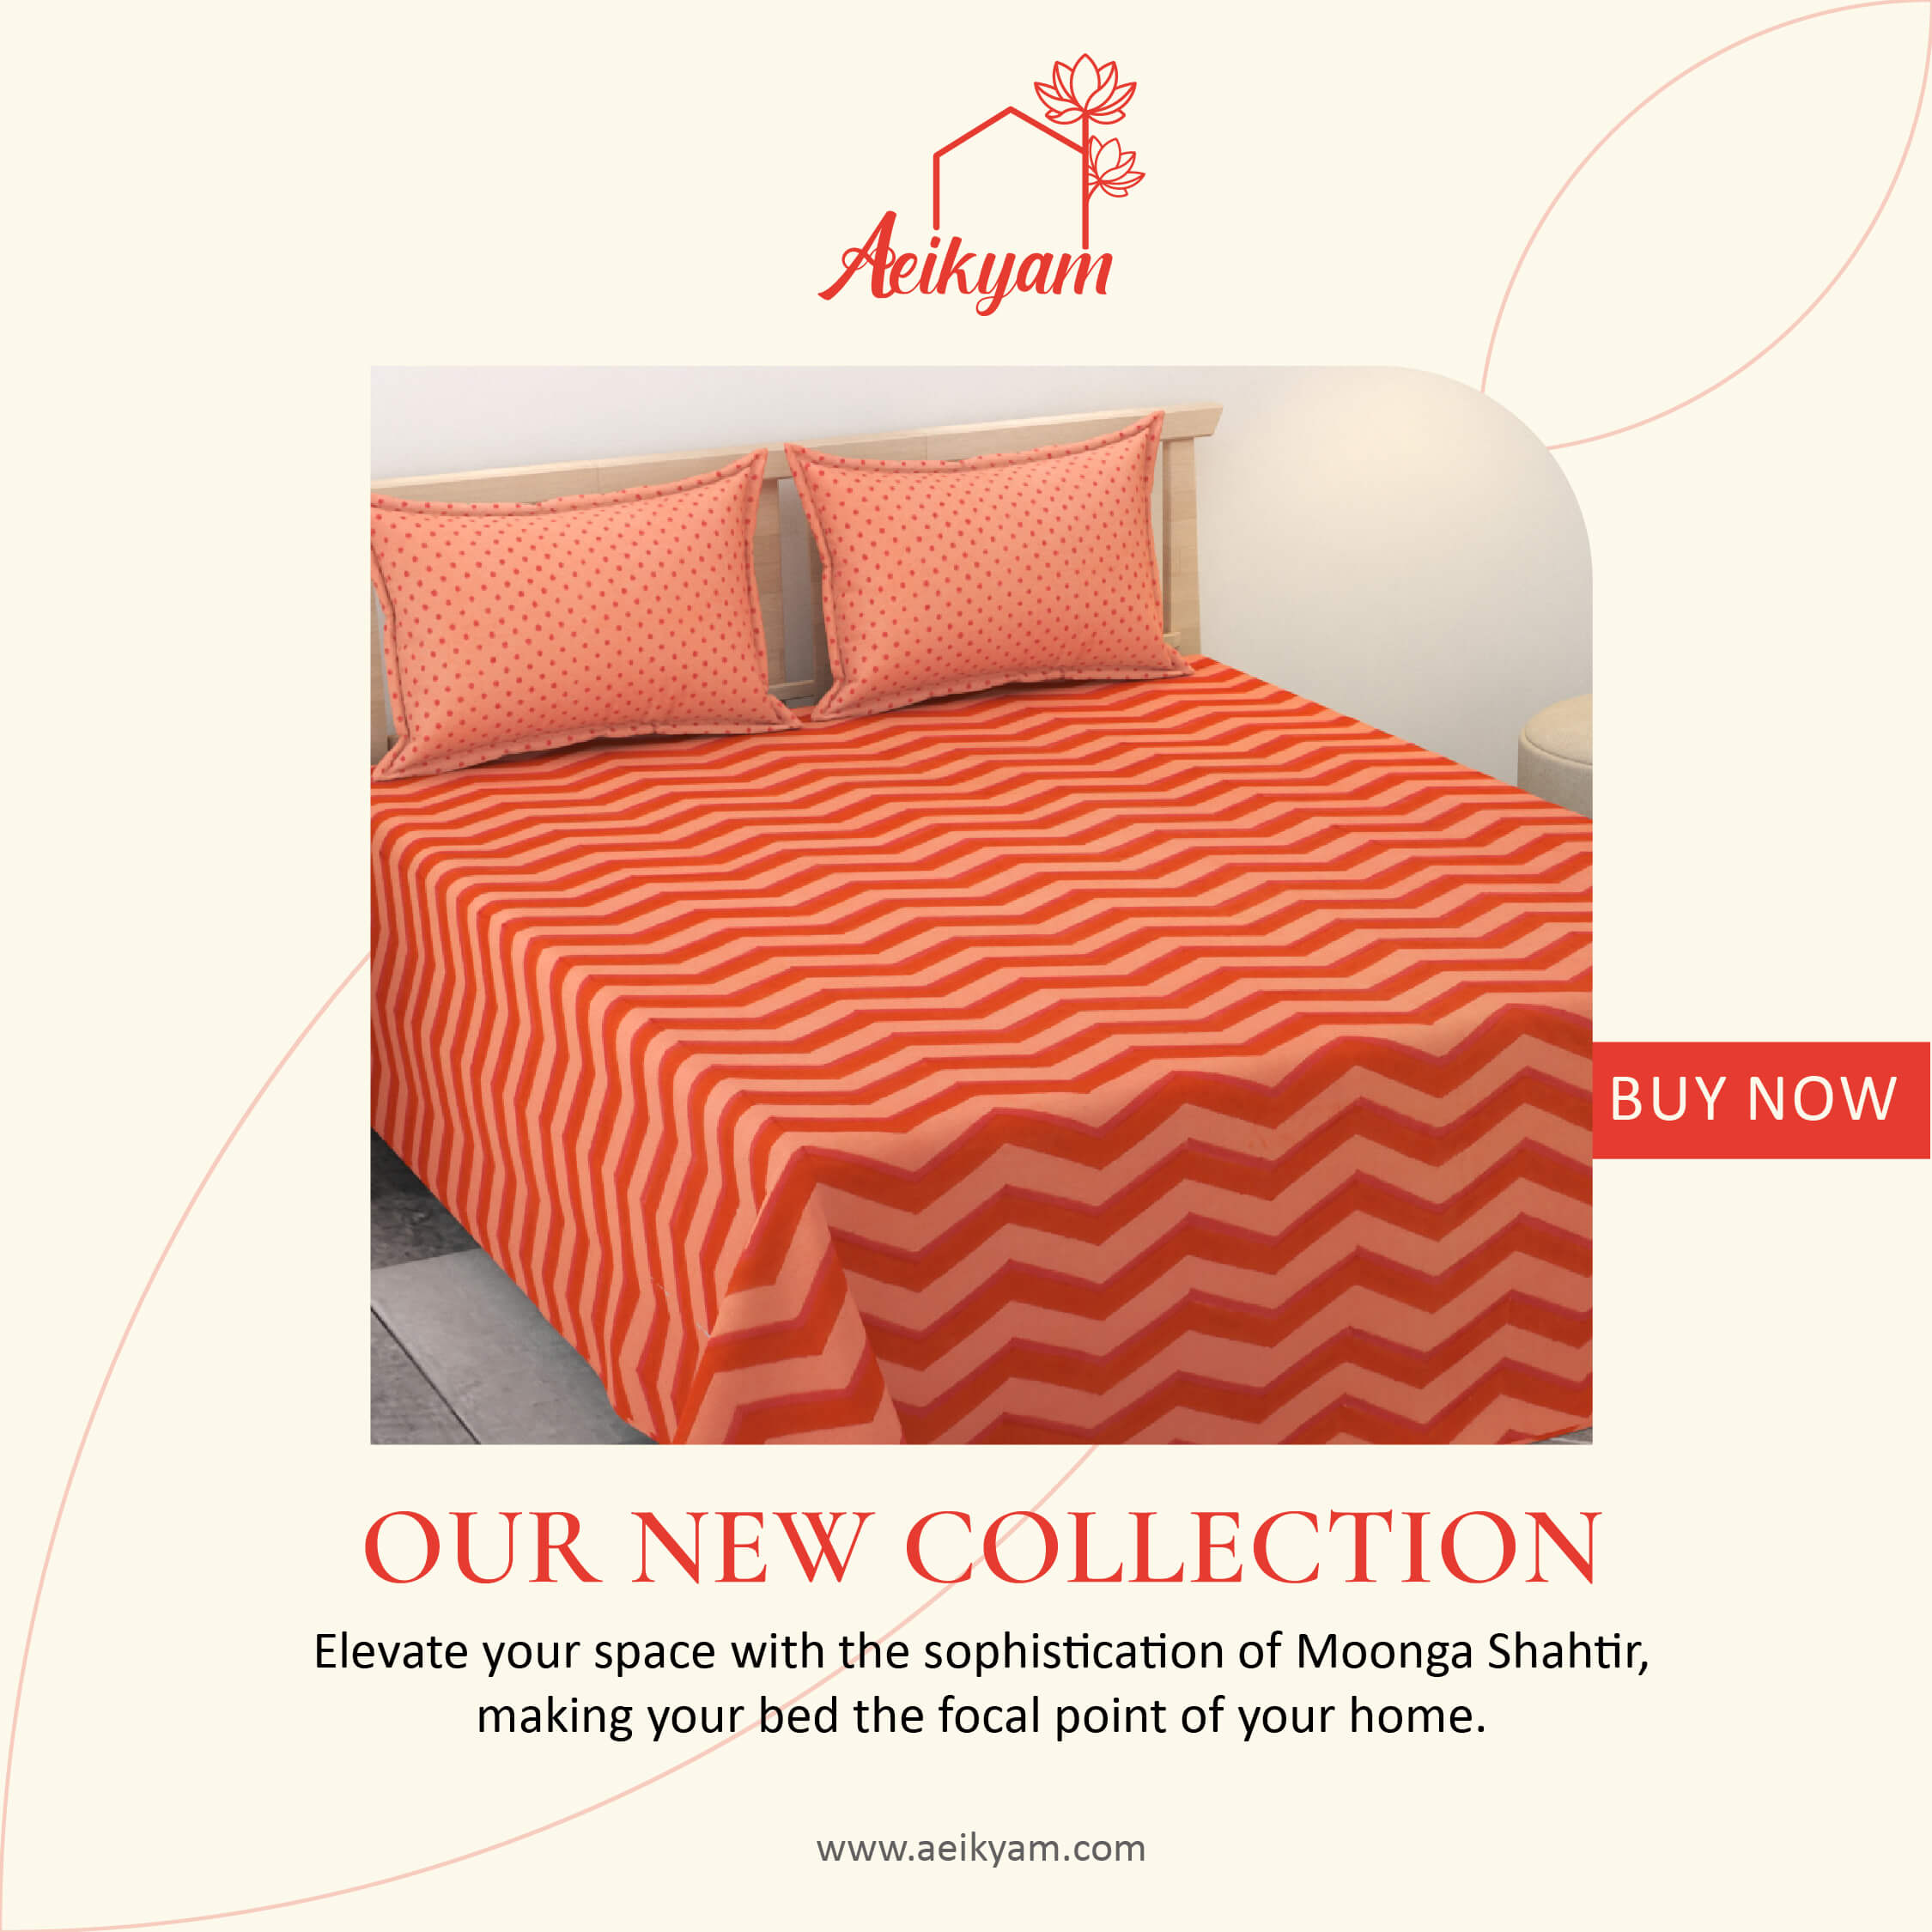 Aeikyam
BUY NOW
OUR NEW COLLECTION
Elevate your space with the sophistication of Moonga Shahtir,
making your bed the focal point of your home.
www.aeikyam.com